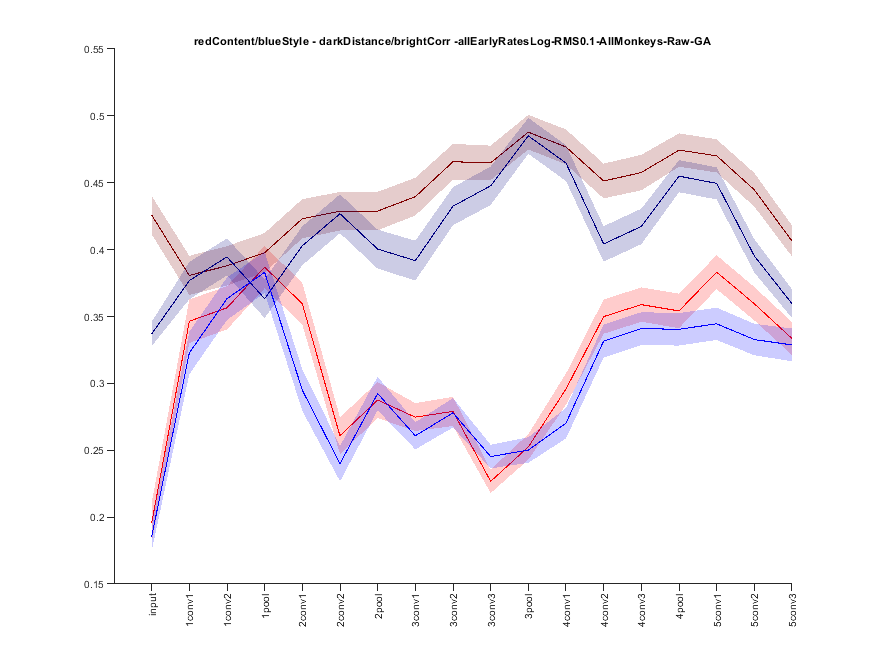 redContent/blueStyle - darkDistance/brightCorr -allEarlyRatesLog-RMS0.1-AllMonkeys-Raw-GA
0.55
0.5
0.45
0.4
0.35
0.3
0.25
0.2
0.15
input
1conv1
1conv2
1pool
2conv1
2conv2
2pool
3conv1
3conv2
3conv3
3pool
4conv1
4conv2
4conv3
4pool
5conv1
5conv2
5conv3